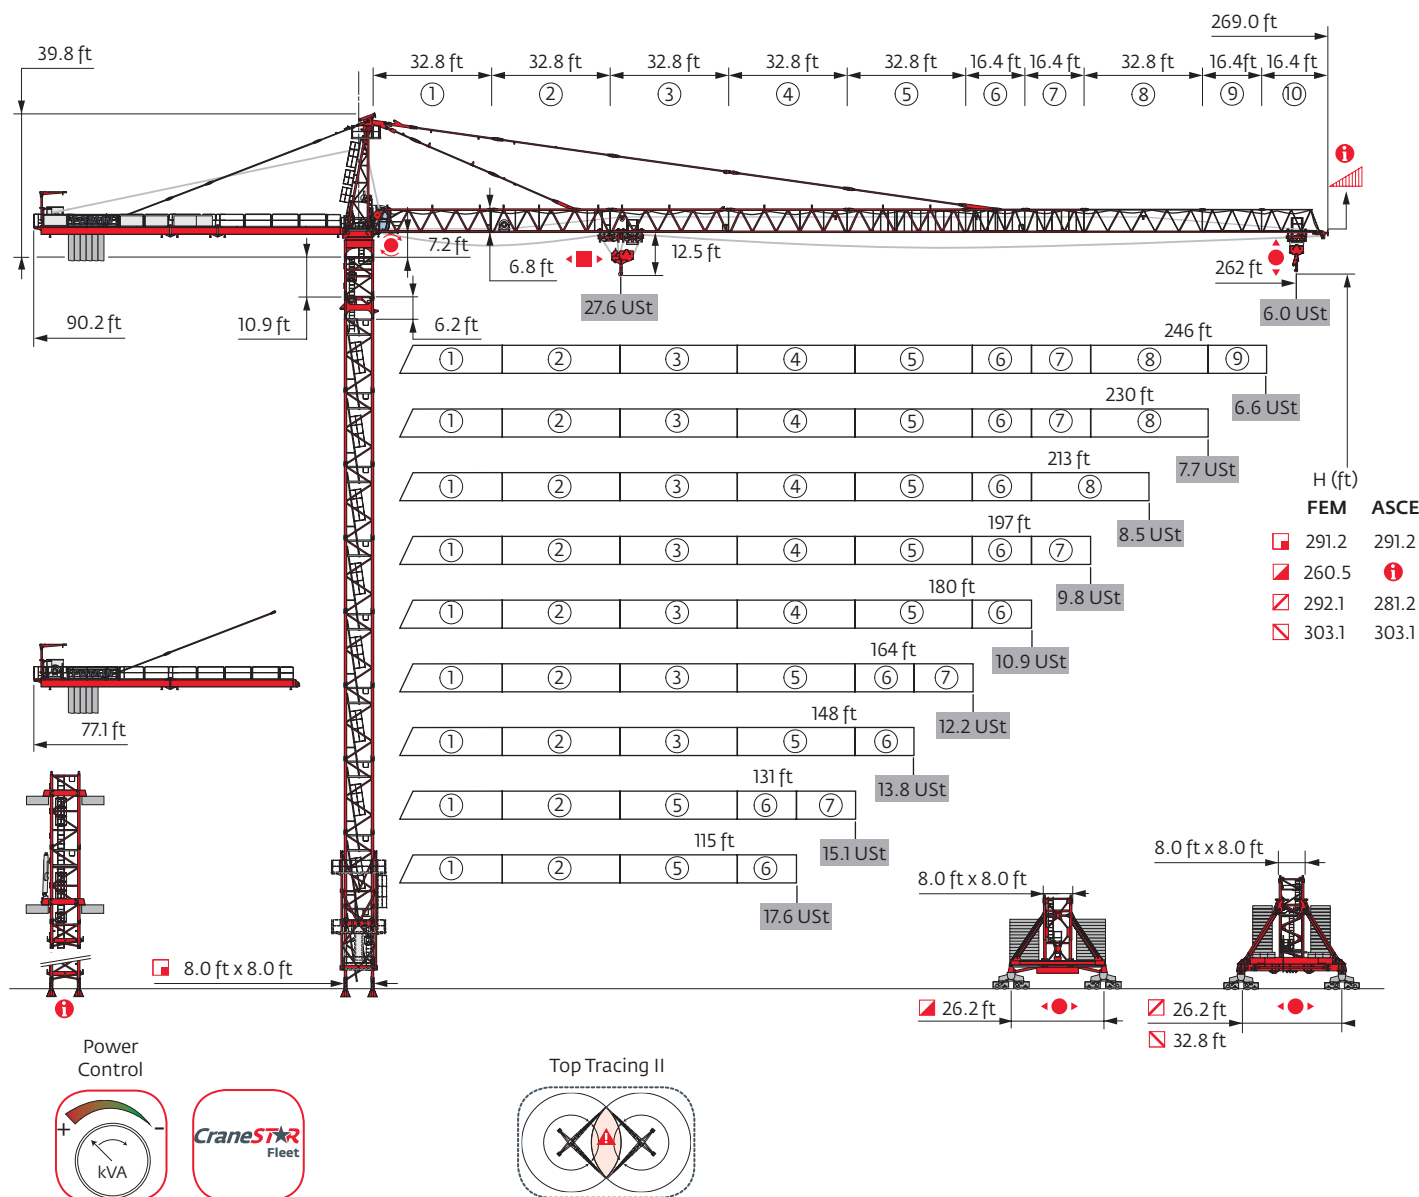 269.0 ft
39.8 ft
32.8 ft 32.8 ft 32.8 ft 32.8 ft 32.8 ft 16.4 ft 16.4 ft 32.8 ft 16.4ft 16.4 ft
1 2 3 4 5 6 7 8 9 10
i
7.2 ft
12.5 ft
6.8 ft
262 ft
27.6 USt
6.0 USt
90.2 ft
10.9 ft
6.2 ft
246 ft
1 2 3 4 5 6 7 8 9
6.6 USt
230 ft
1 2 3 4 5 6 7 8
7.7 USt
213 ft
1 2 3 4 5 6 8
8.5 USt
H (ft)
FEM ASCE
291.2 291.2
260.5 i
292.1 281.2
303.1 303.1
197 ft
1 2 3 4 5 6 7
9.8 USt
180 ft
1 2 3 4 5 6
10.9 USt
164 ft
1 2 3 5 6 7
12.2 USt
77.1 ft
148 ft
1 2 3 5 6
13.8 USt
131 ft
1 2 5 6 7
15.1 USt
115 ft
1 2 5 6
17.6 USt
8.0 ft x 8.0 ft
8.0 ft x 8.0 ft
8.0 ft x 8.0 ft
i
26.2 ft
26.2 ft
32.8 ft
Power
Control
+ -
kVA
CraneSTAR
Fleet
Top Tracing II